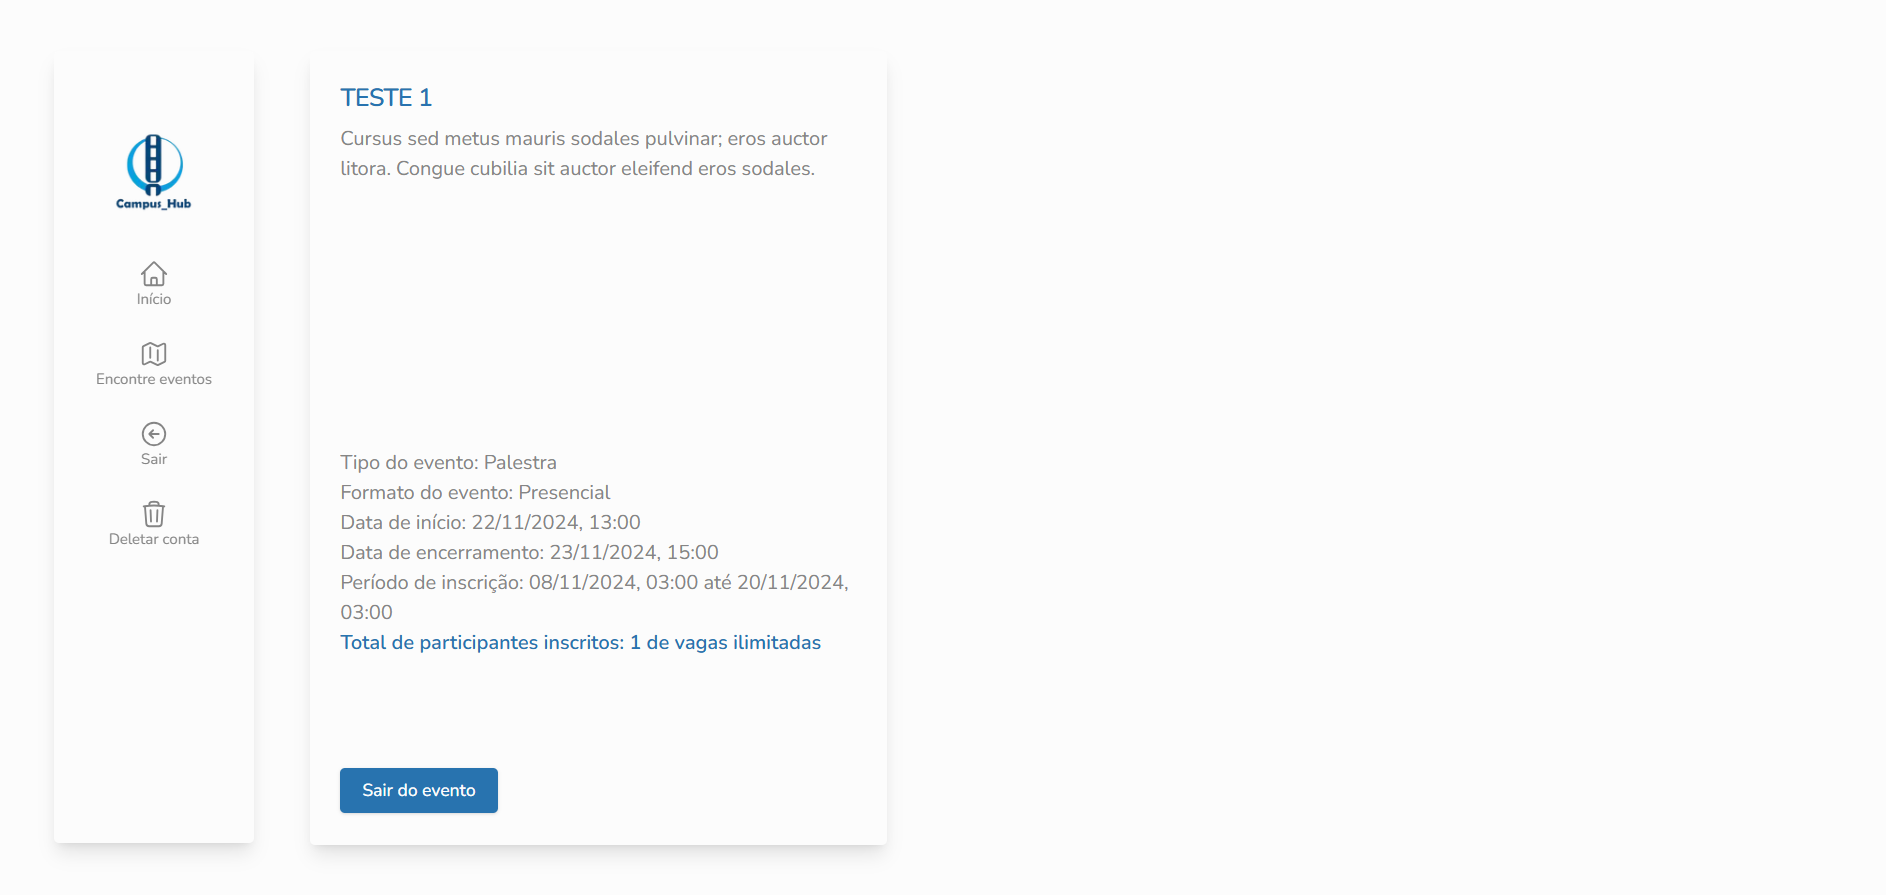 Campus_Hub
Início
Encontre eventos
Sair
Deletar conta
TESTE 1
Cursus sed metus mauris sodales pulvinar; eros auctor
litora. Congue cubilia sit auctor eleifend eros sodales.
Tipo do evento: Palestra
Formato do evento: Presencial
Data de início: 22/11/2024, 13:00
Data de encerramento: 23/11/2024, 15:00
Período de inscrição: 08/11/2024, 03:00 até 20/11/2024,
03:00
Total de participantes inscritos: 1 de vagas ilimitadas
Sair do evento